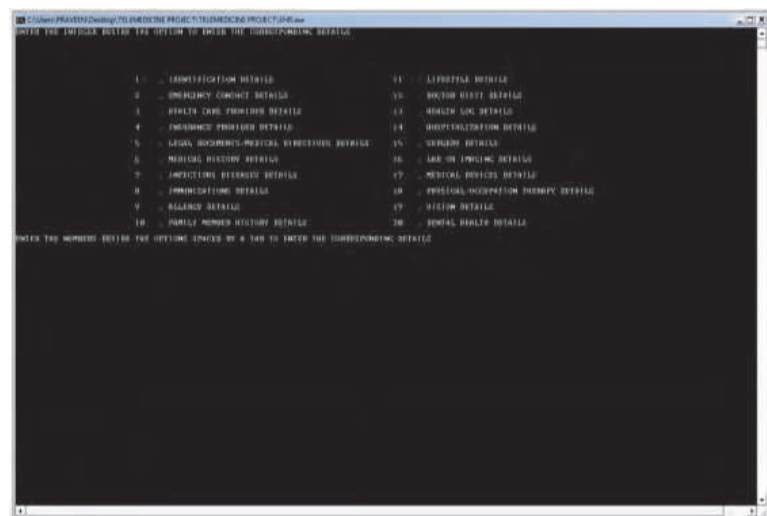 C:\Users\PRAVEEN\Desktop\TELEMEDICINE PROJECT\TELEMEDICINE PROJECT\EHR.exe
ENTER THE INTEGER BESIDE THE OPTION TO ENTER THE CORRESPONDING DETAILS
1 . IDENTIFICATION DETAILS 11 . LIFESTYLE DETAILS
2 . EMERGENCY CONTACT DETAILS 12 . DOCTOR VISIT DETAILS
3 . HEALTH CARE PROVIDER DETAILS 13 . HEALTH LOG DETAILS
4 . INSURANCE PROVIDER DETAILS 14 . HOSPITALIZATION DETAILS
5 . LEGAL DOCUMENTS/MEDICAL DIRECTIVES DETAILS 15 . SURGERY DETAILS
6 . MEDICAL HISTORY DETAILS 16 . LAB OR IMAGING DETAILS
7 . INFECTIOUS DISEASES DETAILS 17 . MEDICAL DEVICES DETAILS
8 . IMMUNIZATIONS DETAILS 18 . PHYSICAL/OCCUPATION THERAPY DETAILS
9 . ALLERGY DETAILS 19 . VISION DETAILS
10 . FAMILY MEMBER HISTORY DETAILS 20 . DENTAL HEALTH DETAILS
ENTER THE NUMBERS BESIDE THE OPTIONS SPACED BY A TAB TO ENTER THE CORRESPONDING DETAILS